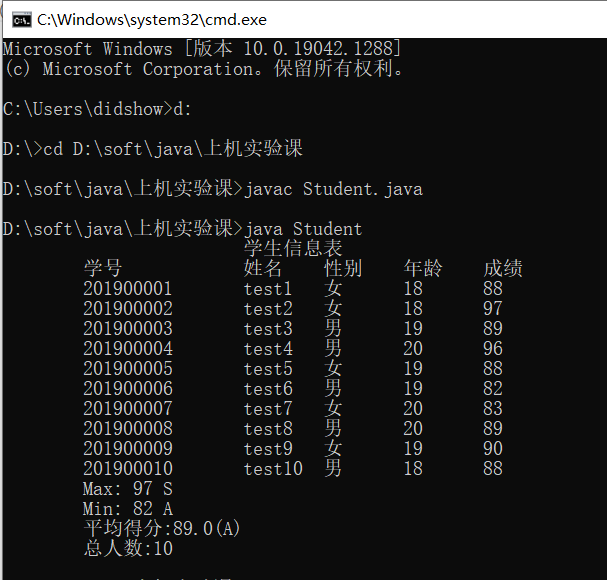 C:\Windows\system32\cmd.exe
Microsoft Windows [版本 10.0.19042.1288]
(c) Microsoft Corporation。保留所有权利。
C:\Users\didshow>d:
D:\>cd D:\soft\java\上机实验课
D:\soft\java\上机实验课>javac Student.java
D:\soft\java\上机实验课>java Student
学生信息表
学号 姓名 性别 年龄 成绩
201900001 test1 女 18 88
201900002 test2 女 18 97
201900003 test3 男 19 89
201900004 test4 男 20 96
201900005 test5 女 19 88
201900006 test6 男 19 82
201900007 test7 女 20 83
201900008 test8 男 20 89
201900009 test9 女 19 90
201900010 test10 男 18 88
Max: 97 S
Min: 82 A
平均得分:89.0(A)
总人数:10